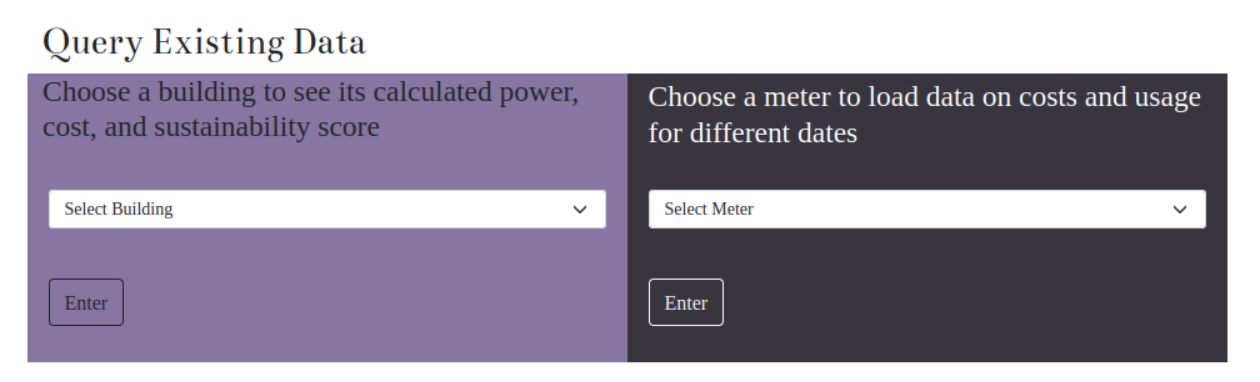 Query Existing Data
Choose a building to see its calculated power,
cost, and sustainability score
Select Building
Enter
Choose a meter to load data on costs and usage
for different dates
Select Meter
Enter